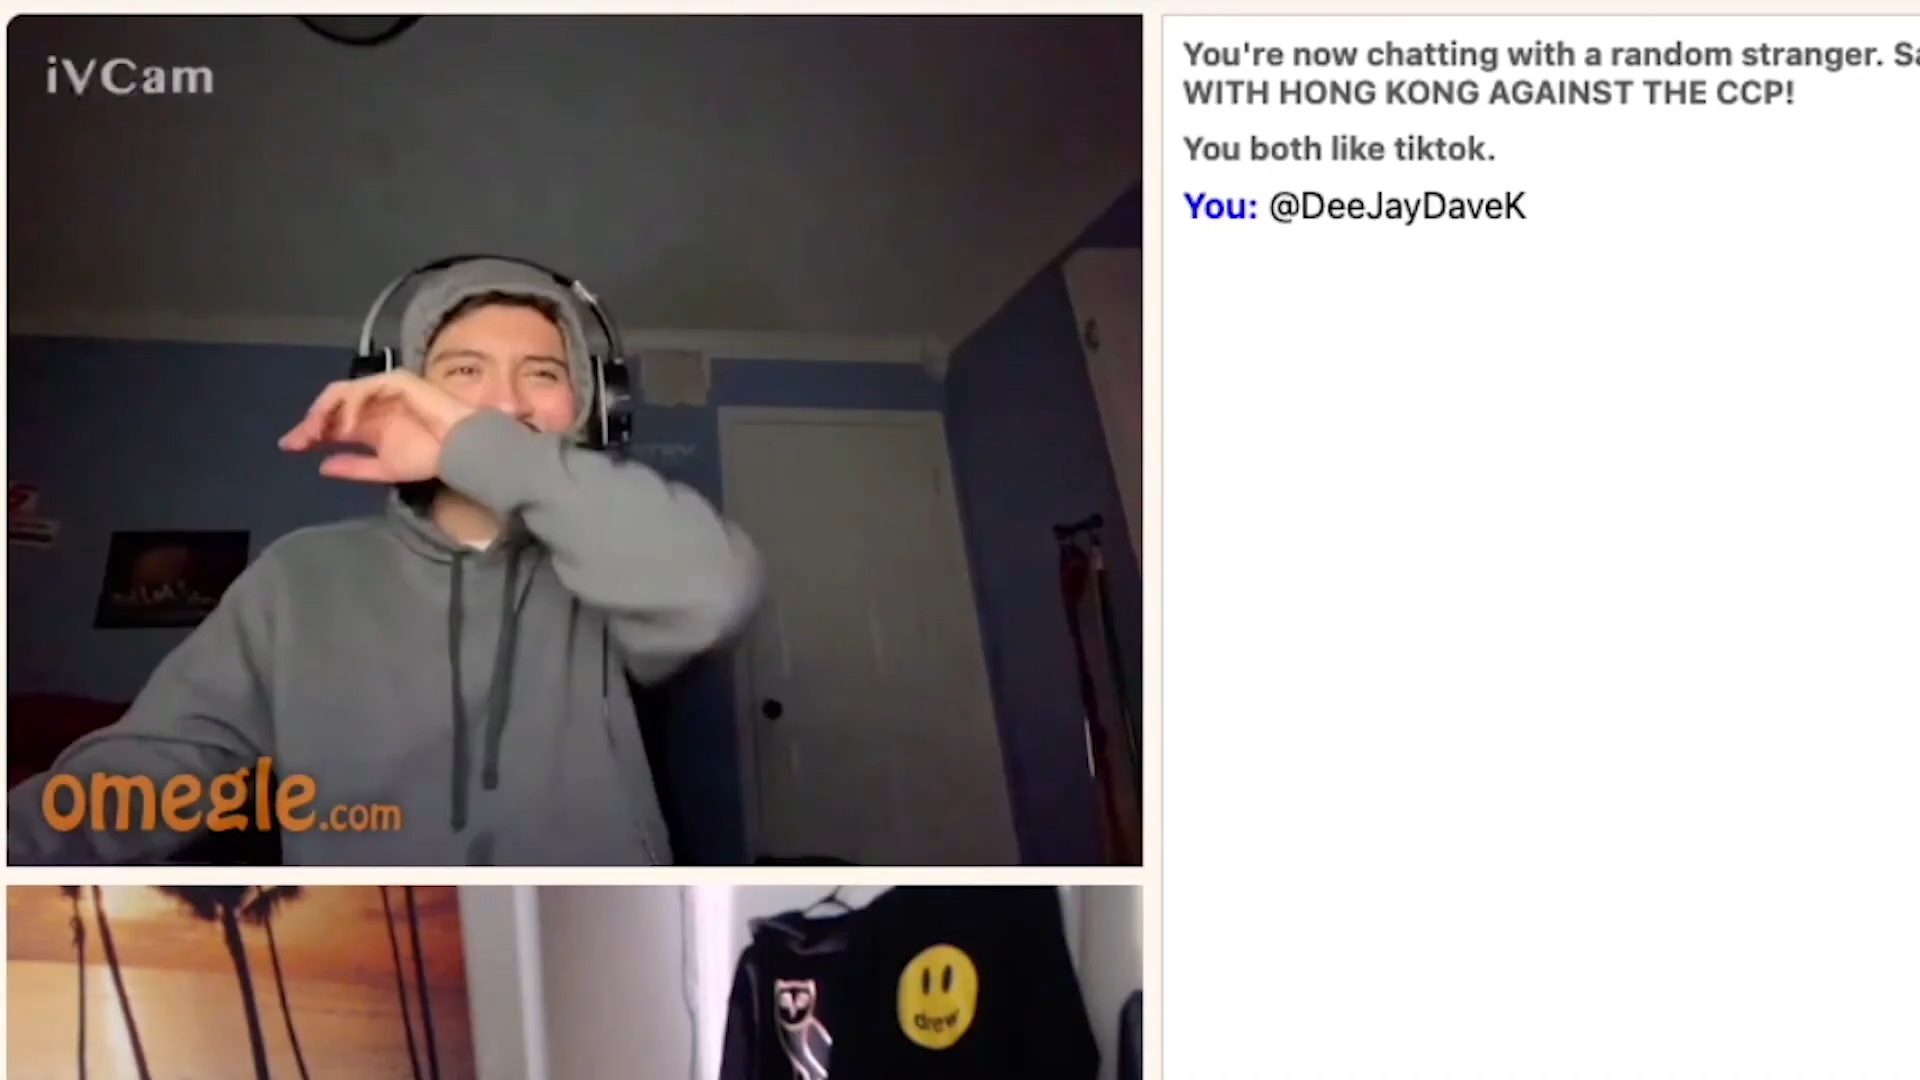 iVCam
You're now chatting with a random stranger.
WITH HONG KONG AGAINST THE CCP!
You both like tiktok.
You: @DeeJayDaveK
omegle.com
drew